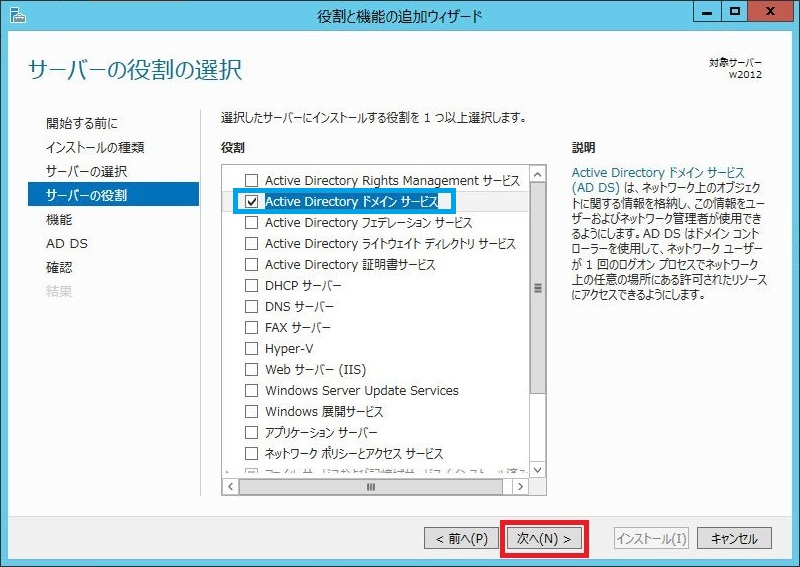 役割と機能の追加ウィザード
サーバーの役割の選択
対象サーバー
w2012
開始する前に
インストールの種類
サーバーの選択
サーバーの役割
機能
AD DS
確認
結果
選択したサーバーにインストールする役割を 1 つ以上選択します。
役割
Active Directory Rights Management サービス
Active Directory ドメイン サービス
Active Directory フェデレーション サービス
Active Directory ライトウェイト ディレクトリ サービス
Active Directory 証明書サービス
DHCP サーバー
DNS サーバー
FAX サーバー
Hyper-V
Web サーバー (IIS)
Windows Server Update Services
Windows 展開サービス
アプリケーション サーバー
ネットワーク ポリシーとアクセス サービス
説明
Active Directory ドメイン サービス
(AD DS) は、ネットワーク上のオブジェ
クトに関する情報を格納し、この情報をユー
ザーおよびネットワーク管理者が使用でき
るようにします。AD DS はドメイン コント
ローラーを使用して、ネットワーク ユーザー
が 1 回のログオン プロセスでネットワーク
上の任意の場所にある許可されたリソース
にアクセスできるようにします。
< 前へ(P)
次へ(N) >
インストール(I)
キャンセル